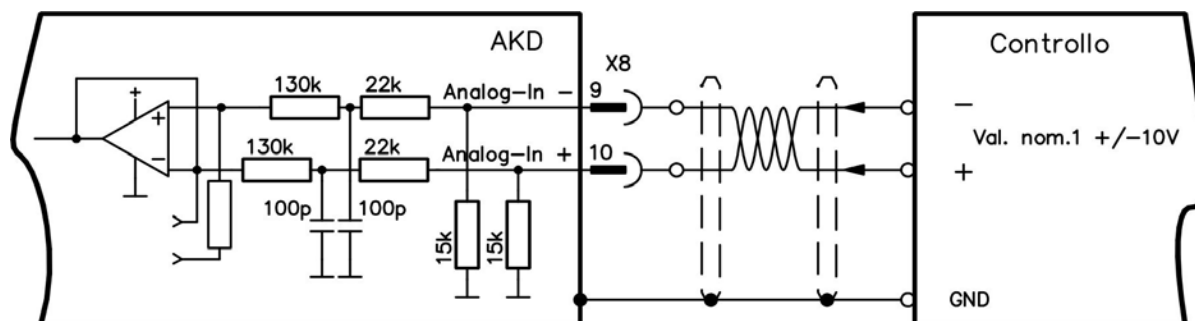 AKD
X8
Controllo
130k
22k
Analog-In -
9
-
+
Val. nom.1 +/-10V
130k
22k
Analog-In +
10
-
+
+
100p
100p
15k
15k
GND